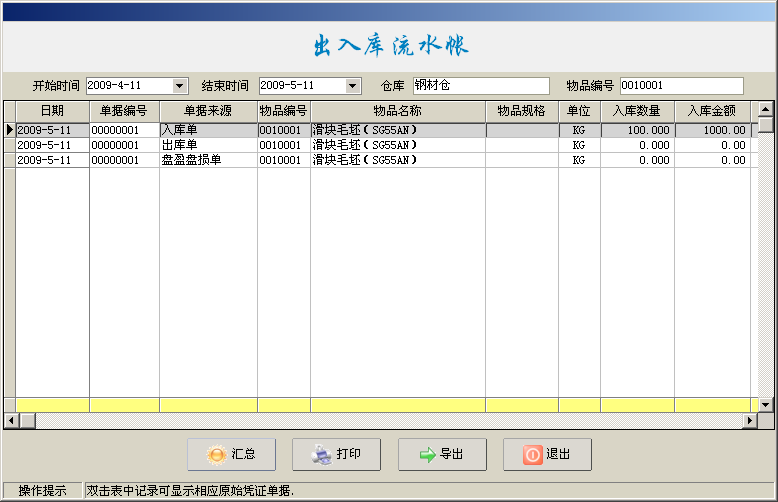 出入库流水帐
开始时间 2009-4-11 结束时间 2009-5-11 仓库 钢材仓 物品编号 0010001
日期 单据编号 单据来源 物品编号 物品名称 物品规格 单位 入库数量 入库金额
2009-5-11 00000001 入库单 0010001 滑块毛坯(SG55AN) KG 100.000 1000.00
2009-5-11 00000001 出库单 0010001 滑块毛坯(SG55AN) KG 0.000 0.00
2009-5-11 00000001 盘盈盘损单 0010001 滑块毛坯(SG55AN) KG 0.000 0.00
汇总 打印 导出 退出
操作提示 双击表中记录可显示相应原始凭证单据.